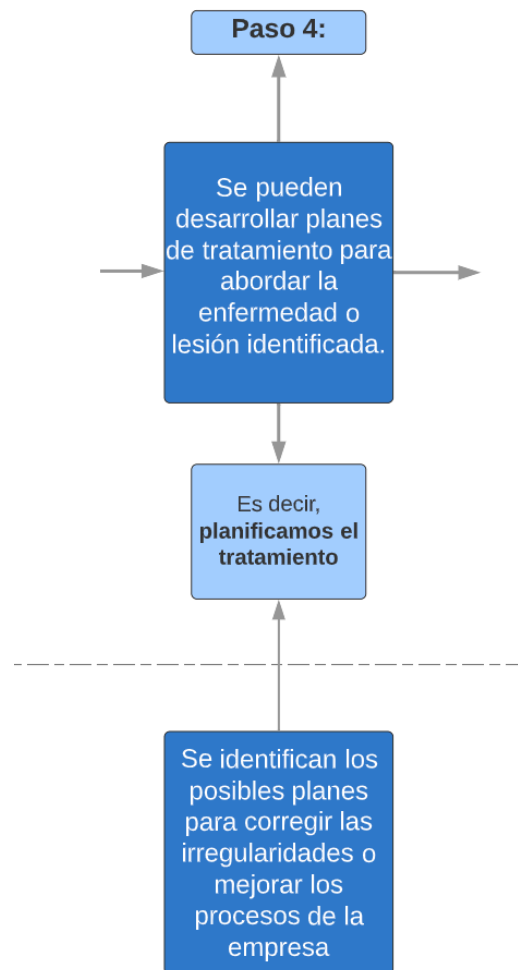 Paso 4:
Se pueden
desarrollar planes
de tratamiento para
abordar la
enfermedad o
lesión identificada.
Es decir,
planificamos el
tratamiento
Se identifican los
posibles planes
para corregir las
irregularidades o
mejorar los
procesos de la
empresa